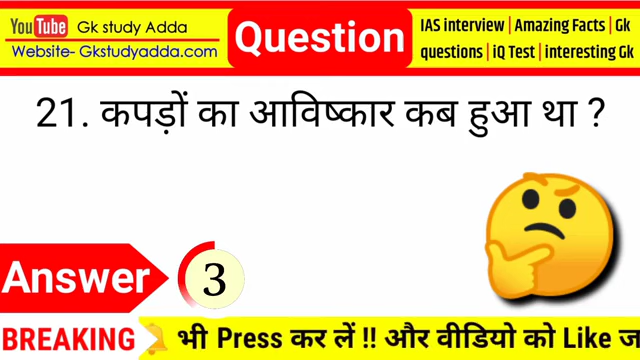 YouTube Gk study Adda
Website- Gkstudyadda.com
Question
IAS interview | Amazing Facts | Gk
questions | iQ Test | interesting Gk
21. कपड़ों का आविष्कार कब हुआ था ?
Answer 3
BREAKING भी Press कर लें !! और वीडियो को Like ज